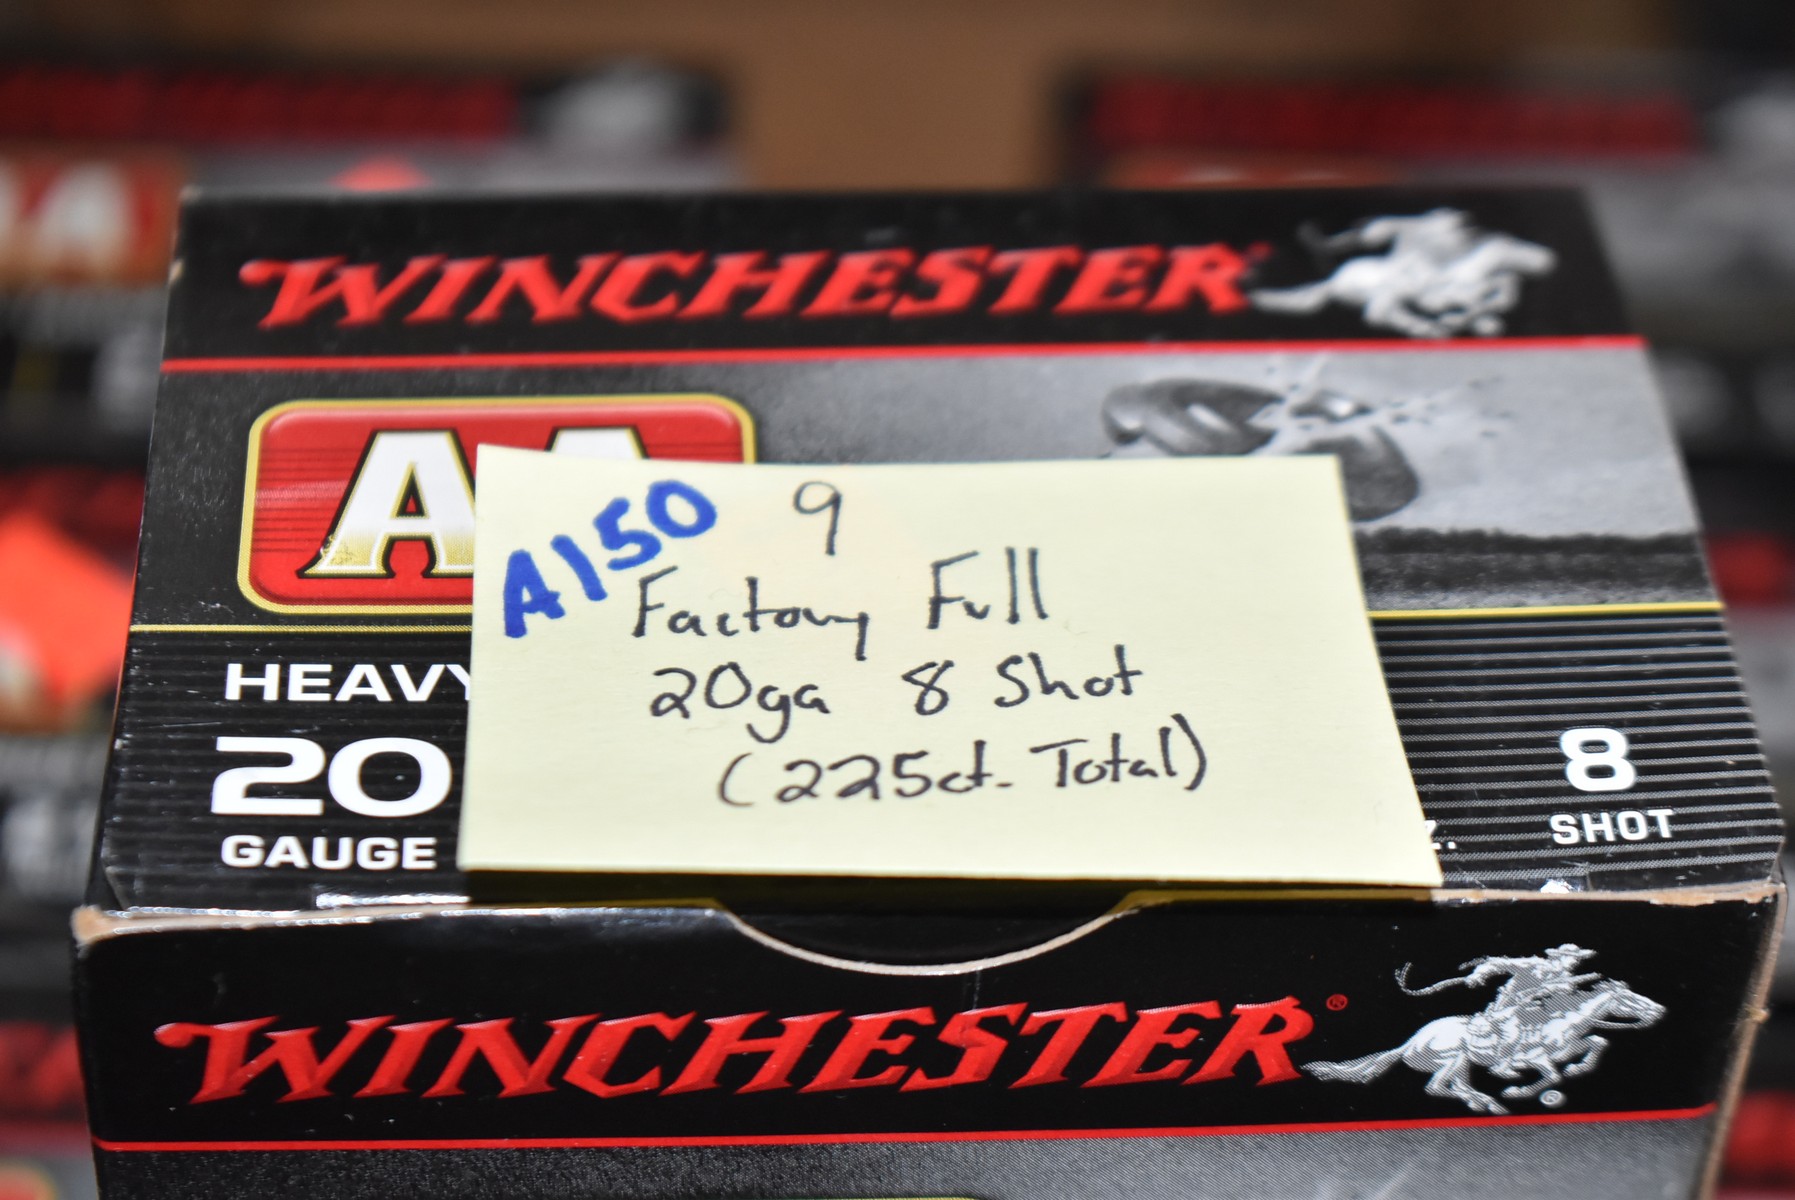 WINCHESTER
AA
HEAVY
20
GAUGE
A150
9
Factory Full
20ga 8 Shot
(225ct. Total)
8
SHOT
WINCHESTER®
®